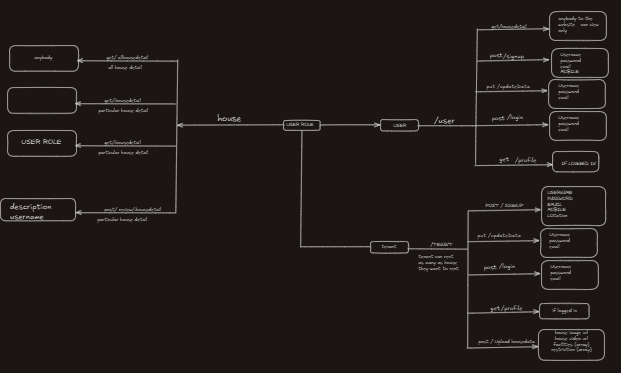 anybody
get/ allhousedetail
all house detail
get/housedetail
particular house detail
USER ROLE
get/housedetail
particular house detail
description
username
post/ review/housedetail
particular house detail
house
USER ROLE
USER
/user
get/housedetail
anybody to the
website can view
only
post/signup
Username
password
email
MOBILE
put /updatedata
Username
password
email
post /login
Username
password
email
get /profile
IF LOGGED IN
tenant
/TENANT
tenant can rent
as many as house
they want to rent
POST / SIGNUP
USERNAME
PASSWORD
EMAIL
MOBILE
Location
put /updateData
Username
password
email
post /login
Username
password
email
get/profile
if logged in
post / Upload housedata
house image url
house video url
facilities (array)
restriction (array)